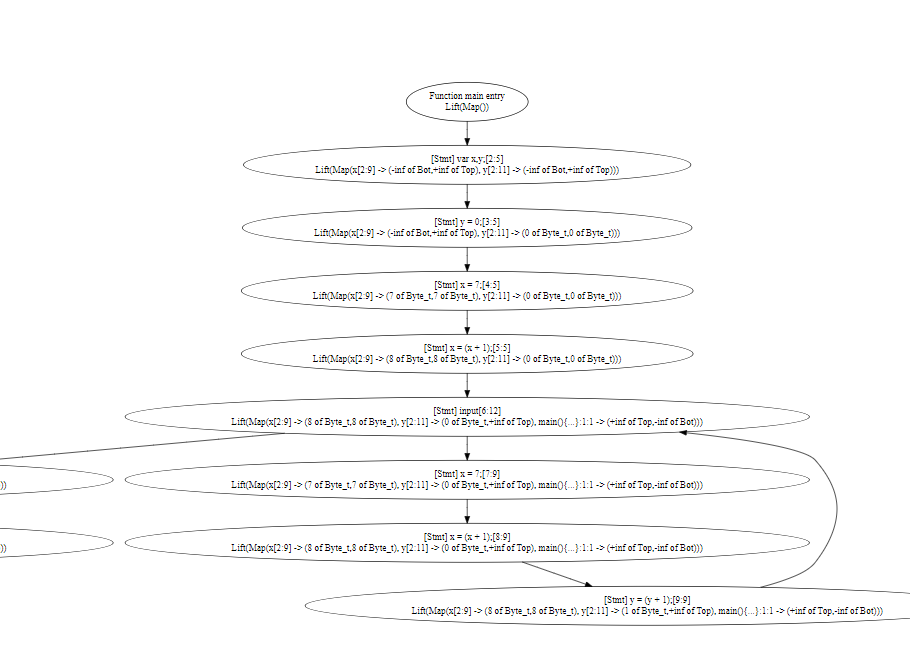 Function main entry
Lift(Map())
[Stmt] var x,y;[2:5]
Lift(Map(x[2:9] -> (-inf of Bot,+inf of Top), y[2:11] -> (-inf of Bot,+inf of Top)))
[Stmt] y = 0;[3:5]
Lift(Map(x[2:9] -> (-inf of Bot,+inf of Top), y[2:11] -> (0 of Byte_t,0 of Byte_t)))
[Stmt] x = 7;[4:5]
Lift(Map(x[2:9] -> (7 of Byte_t,7 of Byte_t), y[2:11] -> (0 of Byte_t,0 of Byte_t)))
[Stmt] x = (x + 1);[5:5]
Lift(Map(x[2:9] -> (8 of Byte_t,8 of Byte_t), y[2:11] -> (0 of Byte_t,0 of Byte_t)))
[Stmt] input[6:12]
Lift(Map(x[2:9] -> (8 of Byte_t,8 of Byte_t), y[2:11] -> (0 of Byte_t,+inf of Top), main(){...}:1:1 -> (+inf of Top,-inf of Bot)))
))
[Stmt] x = 7;[7:9]
Lift(Map(x[2:9] -> (7 of Byte_t,7 of Byte_t), y[2:11] -> (0 of Byte_t,+inf of Top), main(){...}:1:1 -> (+inf of Top,-inf of Bot)))
))
[Stmt] x = (x + 1);[8:9]
Lift(Map(x[2:9] -> (8 of Byte_t,8 of Byte_t), y[2:11] -> (0 of Byte_t,+inf of Top), main(){...}:1:1 -> (+inf of Top,-inf of Bot)))
[Stmt] y = (y + 1);[9:9]
Lift(Map(x[2:9] -> (8 of Byte_t,8 of Byte_t), y[2:11] -> (1 of Byte_t,+inf of Top), main(){...}:1:1 -> (+inf of Top,-inf of Bot)))